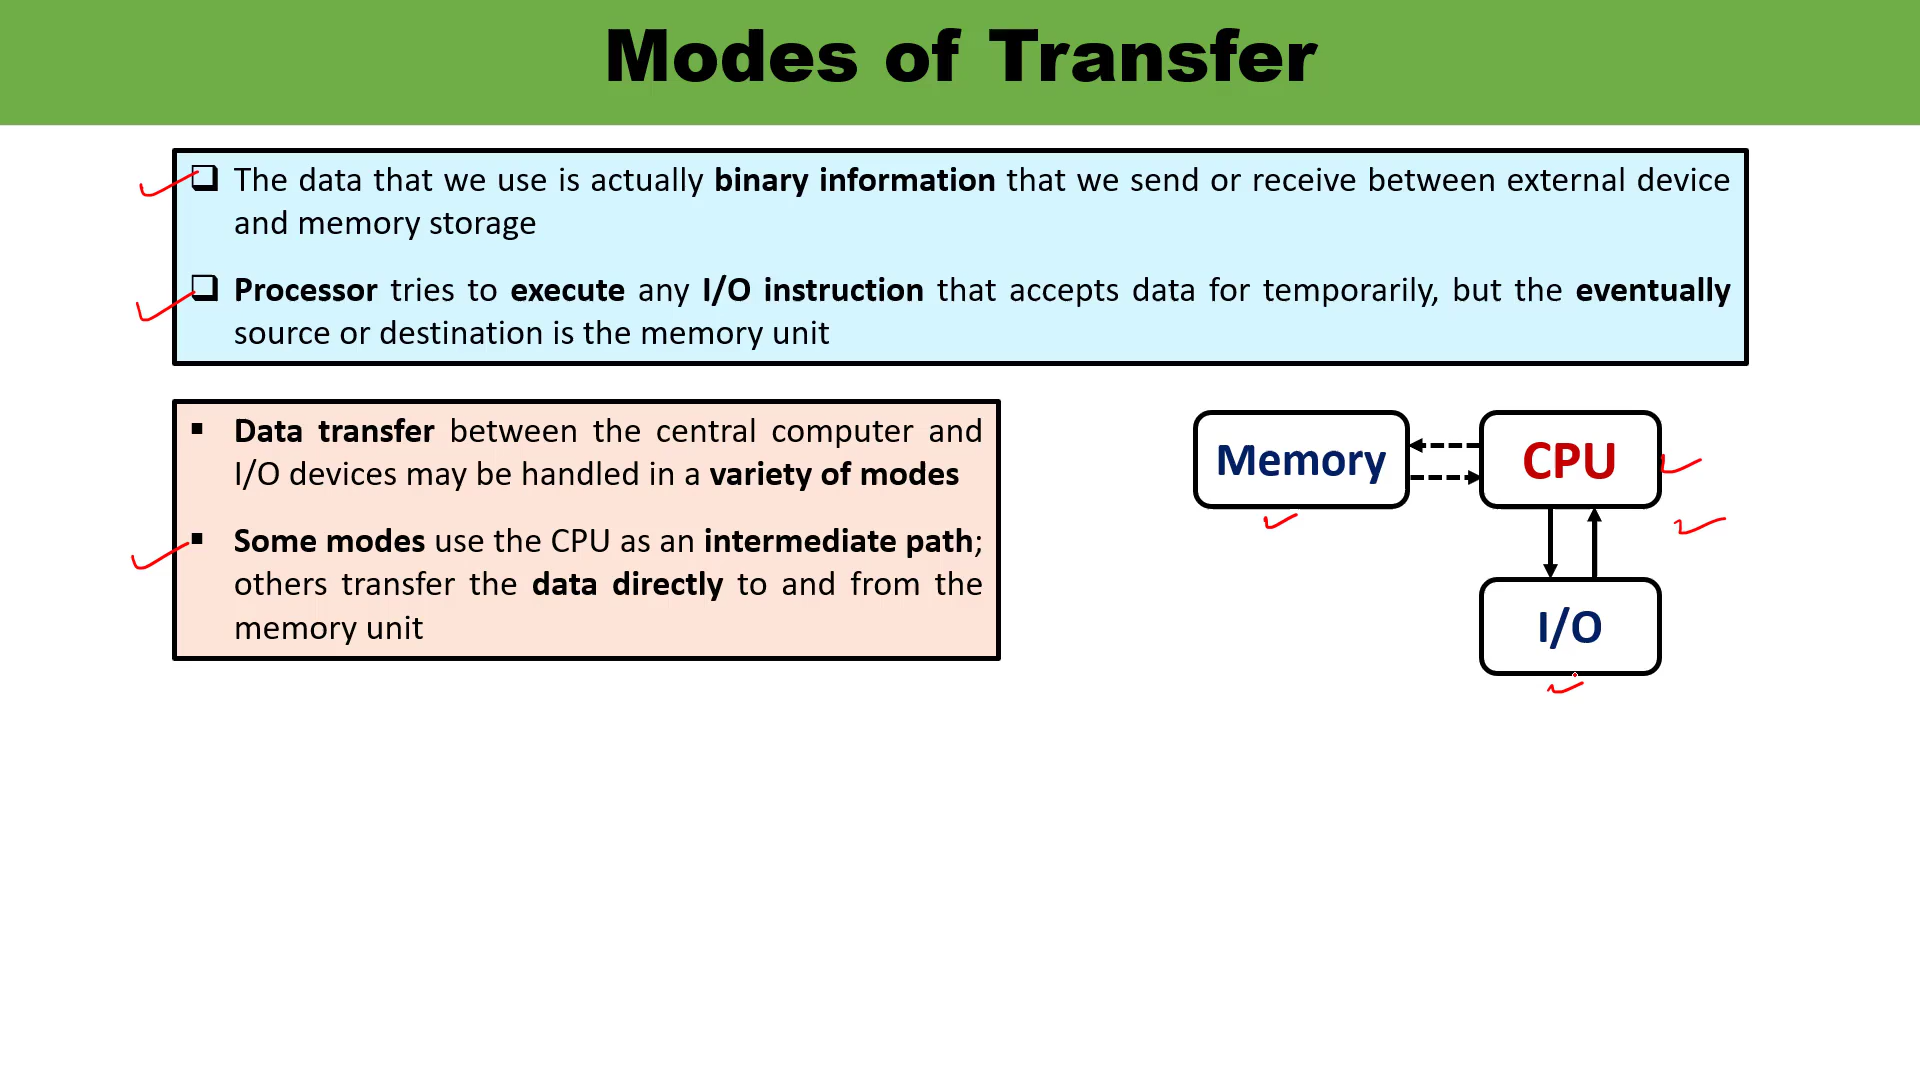 Modes of Transfer
The data that we use is actually binary information that we send or receive between external device
and memory storage
Processor tries to execute any I/O instruction that accepts data for temporarily, but the eventually
source or destination is the memory unit
Data transfer between the central computer and
I/O devices may be handled in a variety of modes
Some modes use the CPU as an intermediate path;
others transfer the data directly to and from the
memory unit
Memory
CPU
I/O